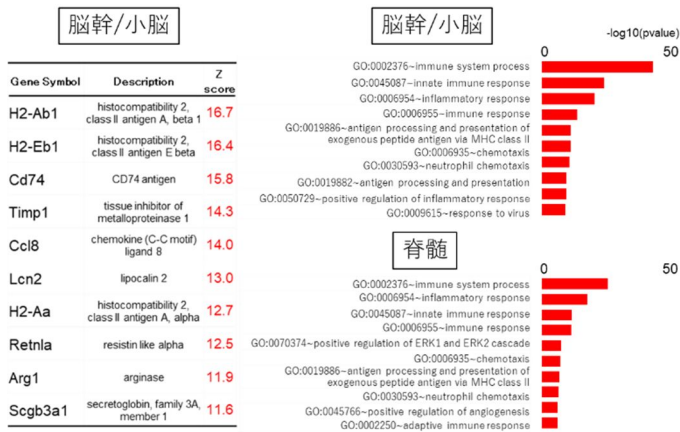 脳幹/小脳
Gene Symbol Description Z score
H2-Ab1 histocompatibility 2, class II antigen A, beta 1 16.7
H2-Eb1 histocompatibility 2, class II antigen E beta 16.4
Cd74 CD74 antigen 15.8
Timp1 tissue inhibitor of metalloproteinase 1 14.3
Ccl8 chemokine (C-C motif) ligand 8 14.0
Lcn2 lipocalin 2 13.0
H2-Aa histocompatibility 2, class II antigen A, alpha 12.7
Retnla resistin like alpha 12.5
Arg1 arginase 11.9
Scgb3a1 secretoglobin, family 3A, member 1 11.6
脳幹/小脳
-log10(pvalue)
0 50
GO:0002376~immune system process
GO:0045087~innate immune response
GO:0006954~inflammatory response
GO:0006955~immune response
GO:0019886~antigen processing and presentation of
exogenous peptide antigen via MHC class II
GO:0006935~chemotaxis
GO:0030593~neutrophil chemotaxis
GO:0019882~antigen processing and presentation
GO:0050729~positive regulation of inflammatory response
GO:0009615~response to virus
脊髄
0 50
GO:0002376~immune system process
GO:0006954~inflammatory response
GO:0045087~innate immune response
GO:0006955~immune response
GO:0070374~positive regulation of ERK1 and ERK2 cascade
GO:0006935~chemotaxis
GO:0019886~antigen processing and presentation of
exogenous peptide antigen via MHC class II
GO:0030593~neutrophil chemotaxis
GO:0045766~positive regulation of angiogenesis
GO:0002250~adaptive immune response